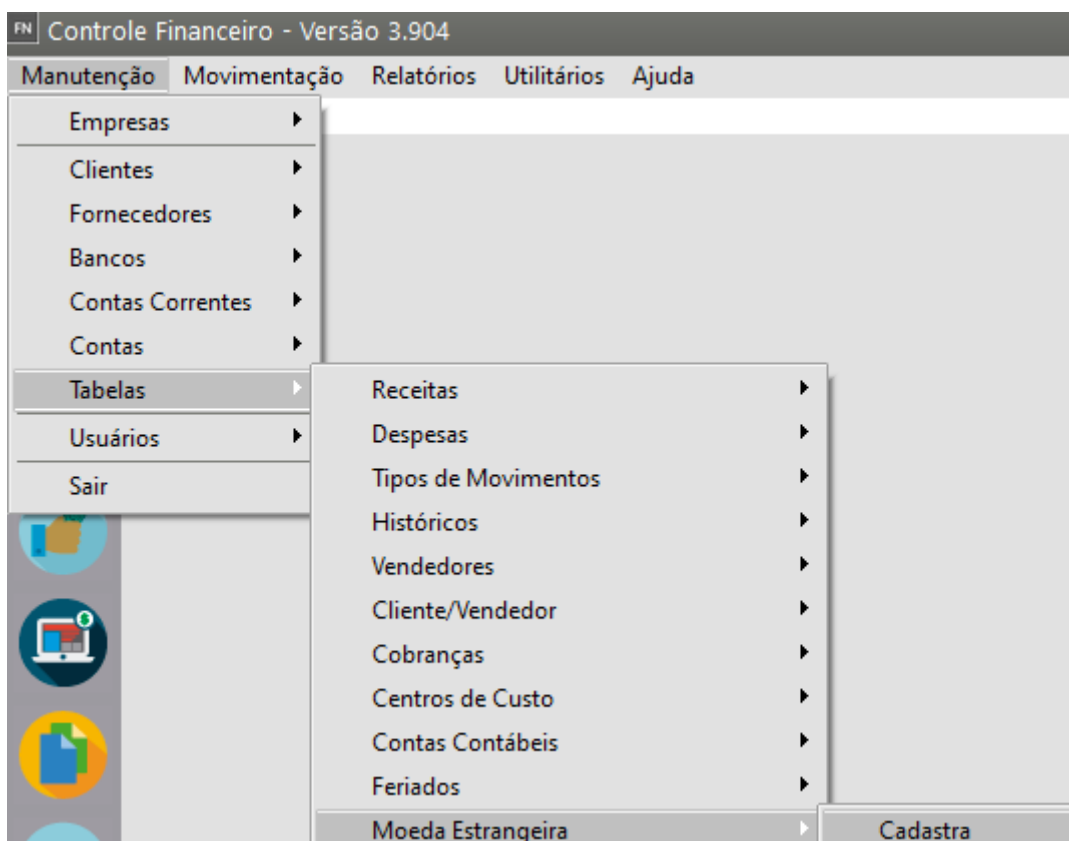 FN Controle Financeiro - Versão 3.904
Manutenção Movimentação Relatórios Utilitários Ajuda
Empresas
Clientes
Fornecedores
Bancos
Contas Correntes
Contas
Tabelas
Usuários
Sair
Receitas
Despesas
Tipos de Movimentos
Históricos
Vendedores
Cliente/Vendedor
Cobranças
Centros de Custo
Contas Contábeis
Feriados
Moeda Estrangeira
Cadastra